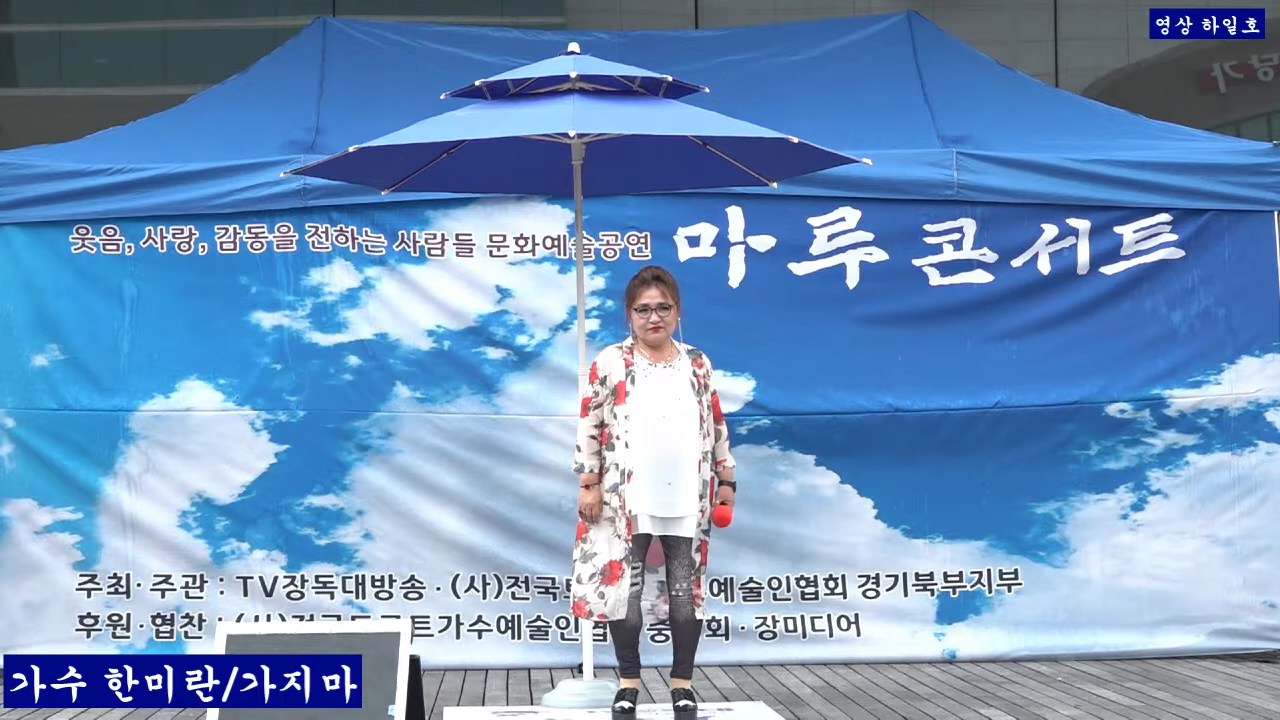 영상 하일호
웃음, 사랑, 감동을 전하는 사람들 문화예술공연 마루 콘서트
주최·주관 : TV장독대방송 · (사)전국 예술인협회 경기북부지부
후원·협찬 : 가수예술인협 회 · 장미디어
가수 한미란/가지마